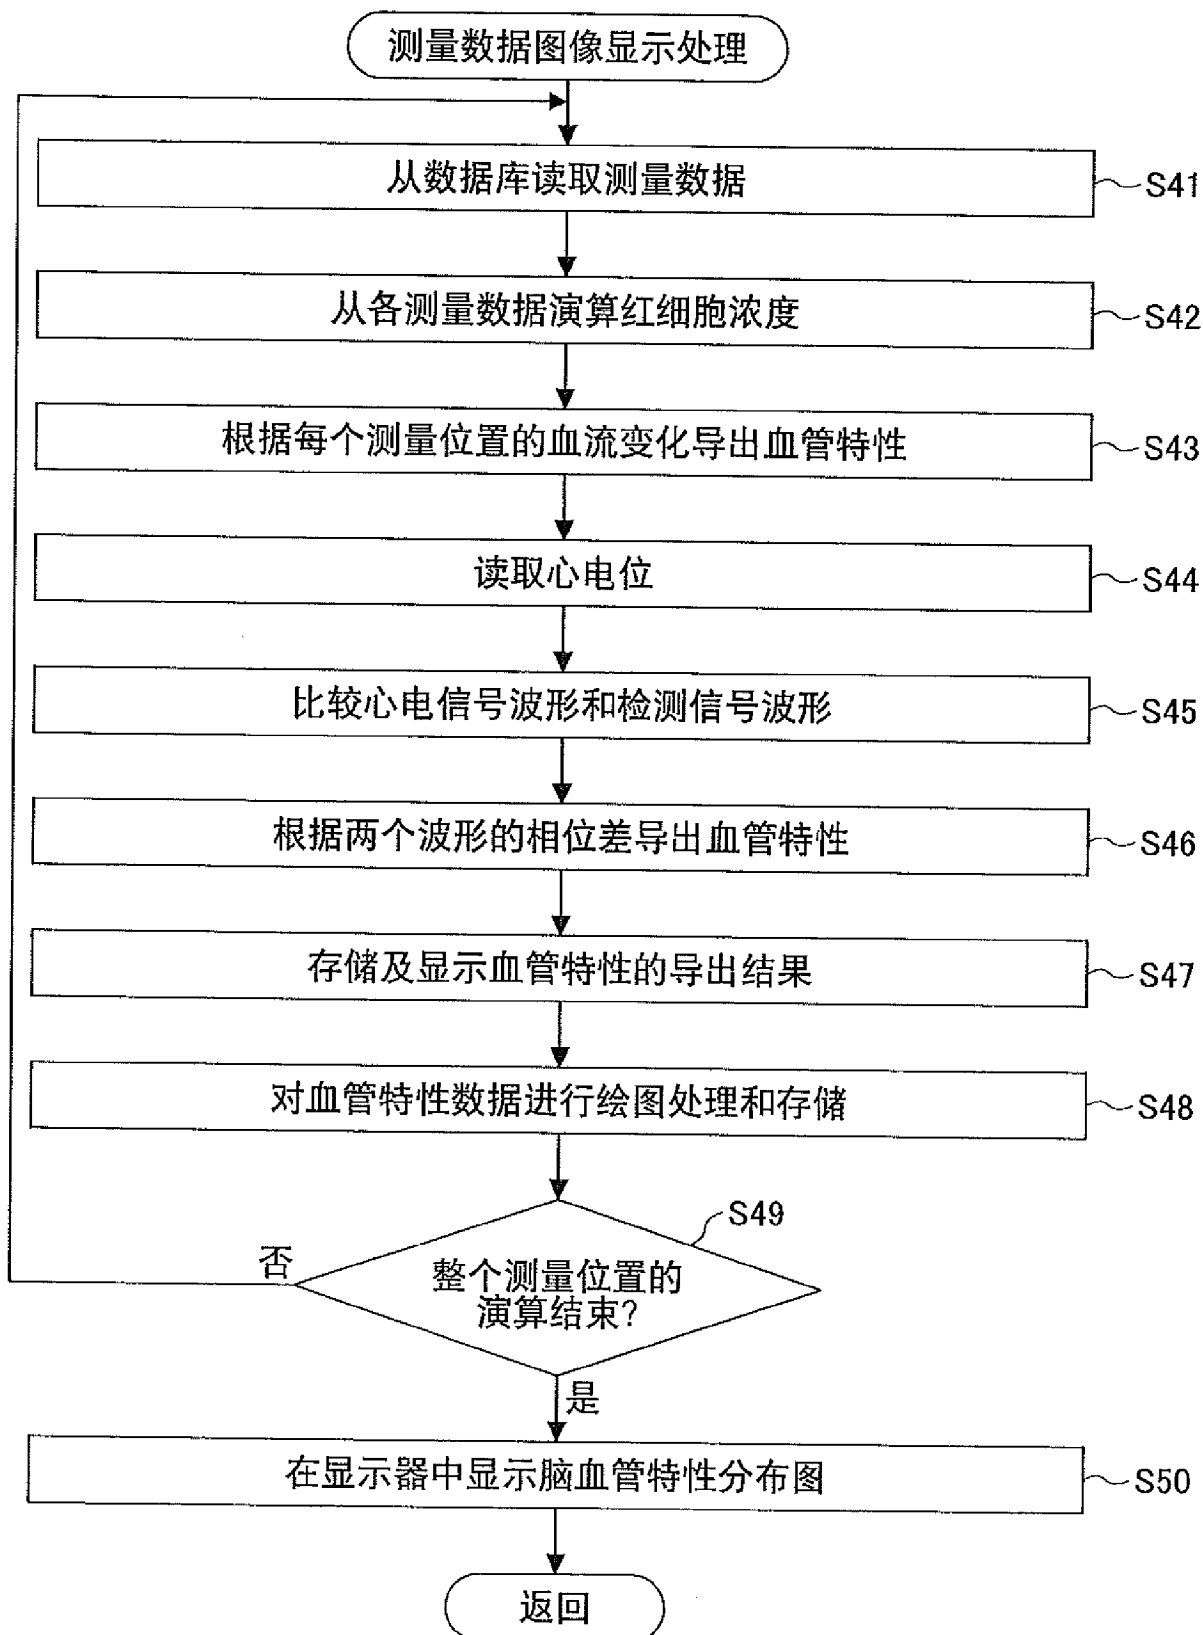 测量数据图像显示处理
从数据库读取测量数据
S41
从各测量数据演算红细胞浓度
S42
根据每个测量位置的血流变化导出血管特性
S43
读取心电位
S44
比较心电信号波形和检测信号波形
S45
根据两个波形的相位差导出血管特性
S46
存储及显示血管特性的导出结果
S47
对血管特性数据进行绘图处理和存储
S48
S49
否
整个测量位置的
演算结束?
是
在显示器中显示脑血管特性分布图
S50
返回